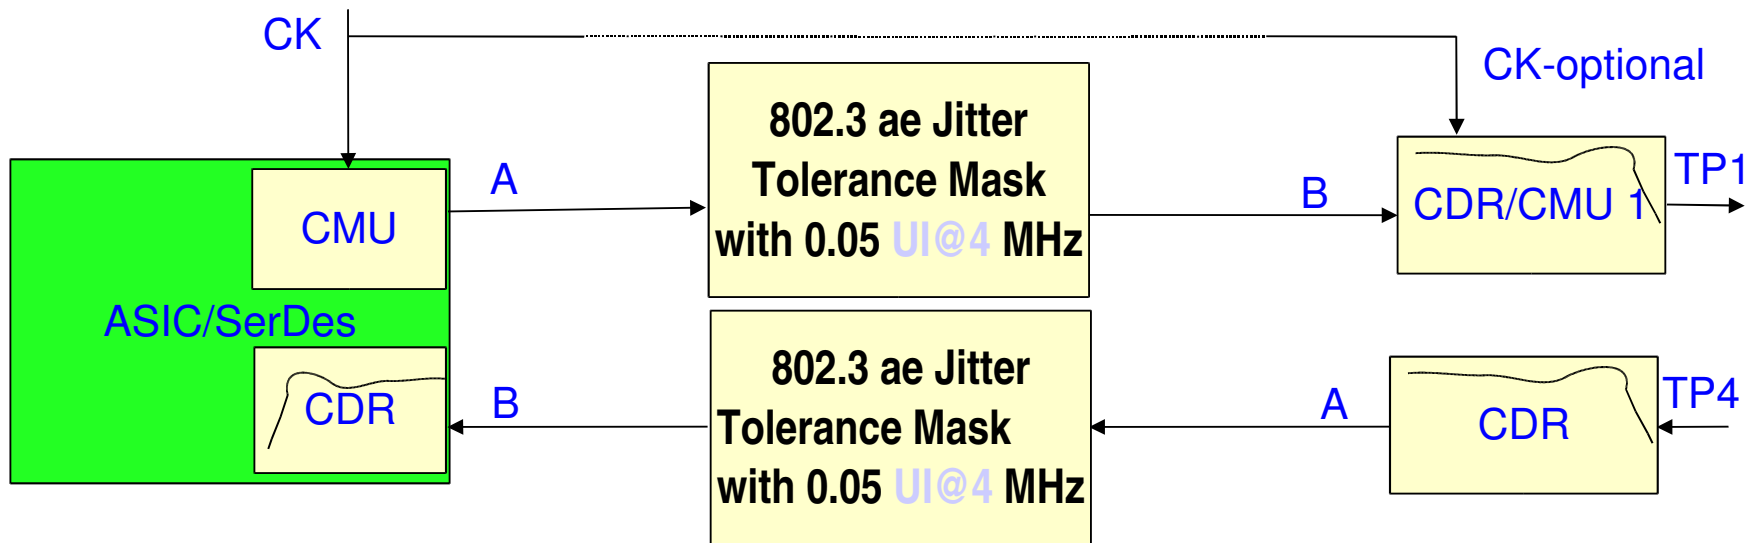 CK
CK-optional
802.3 ae Jitter
Tolerance Mask
with 0.05 UI@4 MHz
A
B
TP1
CMU
CDR/CMU 1
ASIC/SerDes
802.3 ae Jitter
Tolerance Mask
with 0.05 UI@4 MHz
B
A
TP4
CDR
CDR